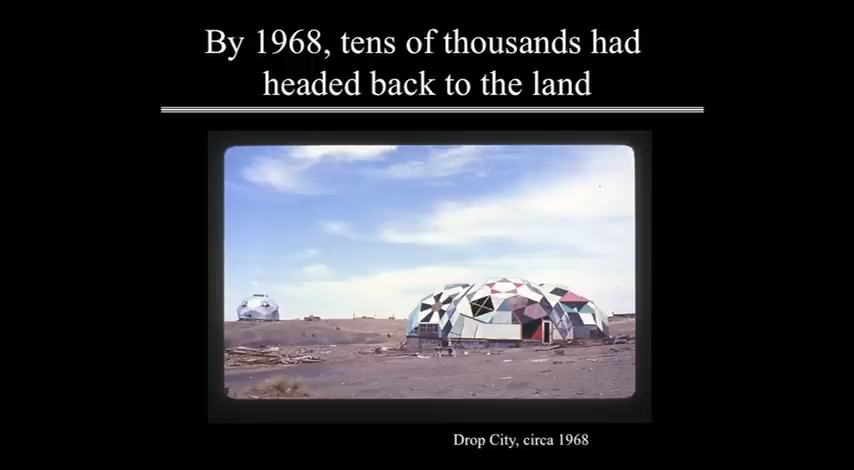 By 1968, tens of thousands had
headed back to the land
Drop City, circa 1968